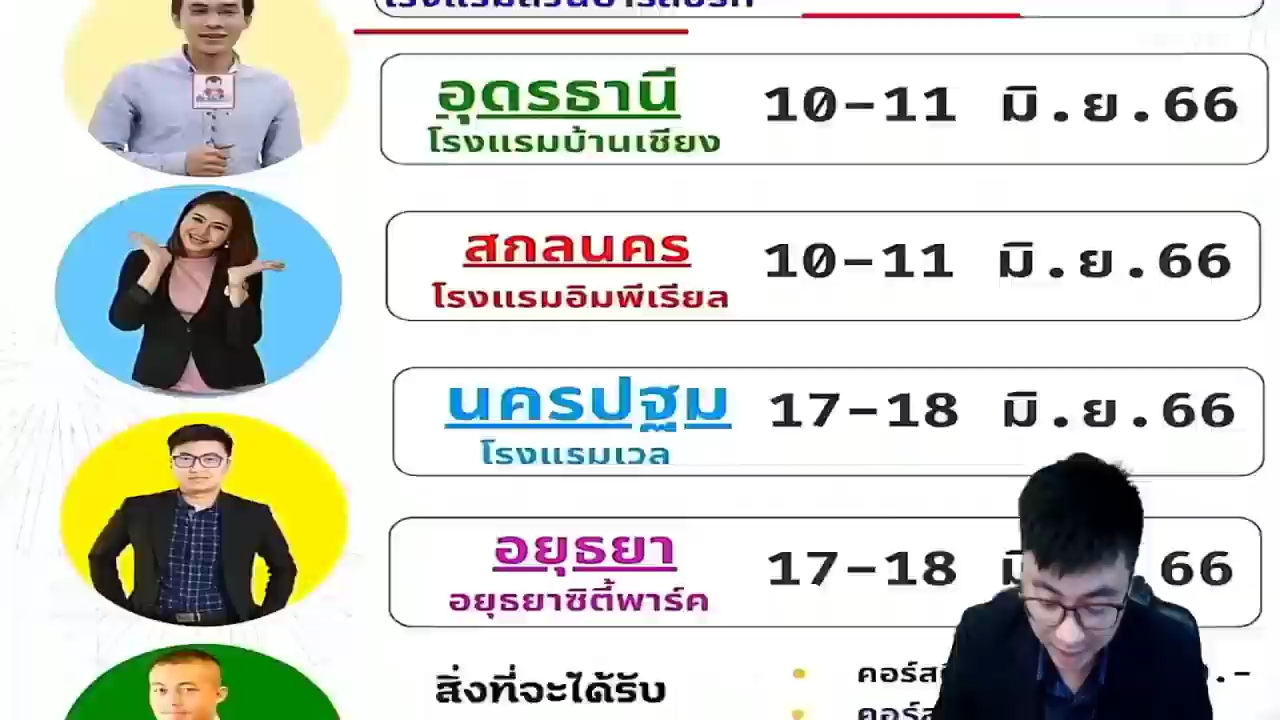 อุดรธานี 10-11 มิ.ย.66
โรงแรมบ้านเชียง
สกลนคร 10-11 มิ.ย.66
โรงแรมอิมพีเรียล
นครปฐม 17-18 มิ.ย.66
โรงแรมเวล
อยุธยา 17-18 66
อยุธยาซิตี้พาร์ค
สิ่งที่จะได้รับ